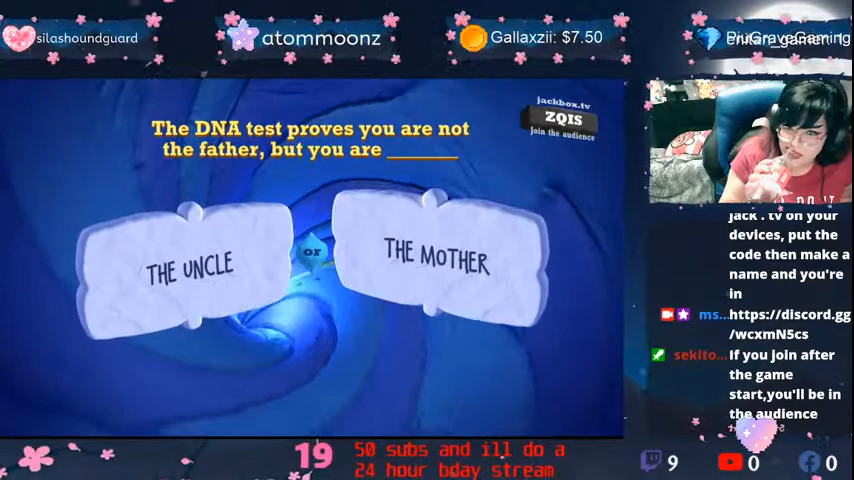 silashoundguard
atommoonz
Gallaxzii: $7.50
The DNA test proves you are not
the father, but you are _______
jackbox.tv
ZQIS
Join the audience
THE UNCLE
or
THE MOTHER
jack . tv on your
devices, put the
code then make a
name and you're
in
ms... https://discord.gg
/wcxmN5cs
sekito... If you join after
the game
start,you'll be in
the audience
19
50 subs and ill do a
24 hour bday stream
9
0
0